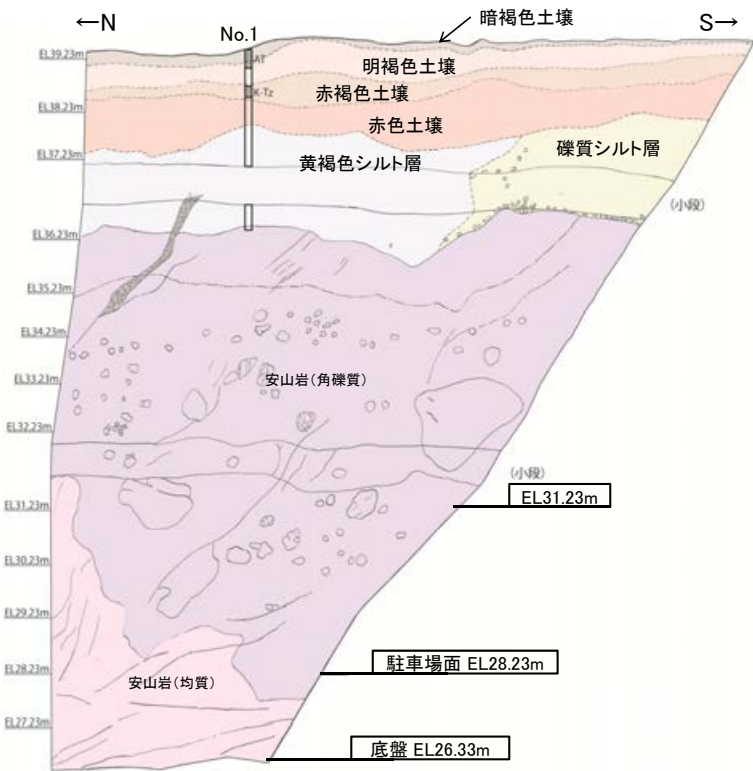 ←N
S→
暗褐色土壌
No.1
EL39.23m
AT
明褐色土壌
K-Tz
赤褐色土壌
EL38.23m
赤色土壌
EL37.23m
黄褐色シルト層
礫質シルト層
(小段)
EL36.23m
EL35.23m
EL34.23m
EL33.23m
安山岩(角礫質)
EL32.23m
(小段)
EL31.23m
EL31.23m
EL30.23m
EL29.23m
駐車場面 EL28.23m
EL28.23m
安山岩(均質)
EL27.23m
底盤 EL26.33m